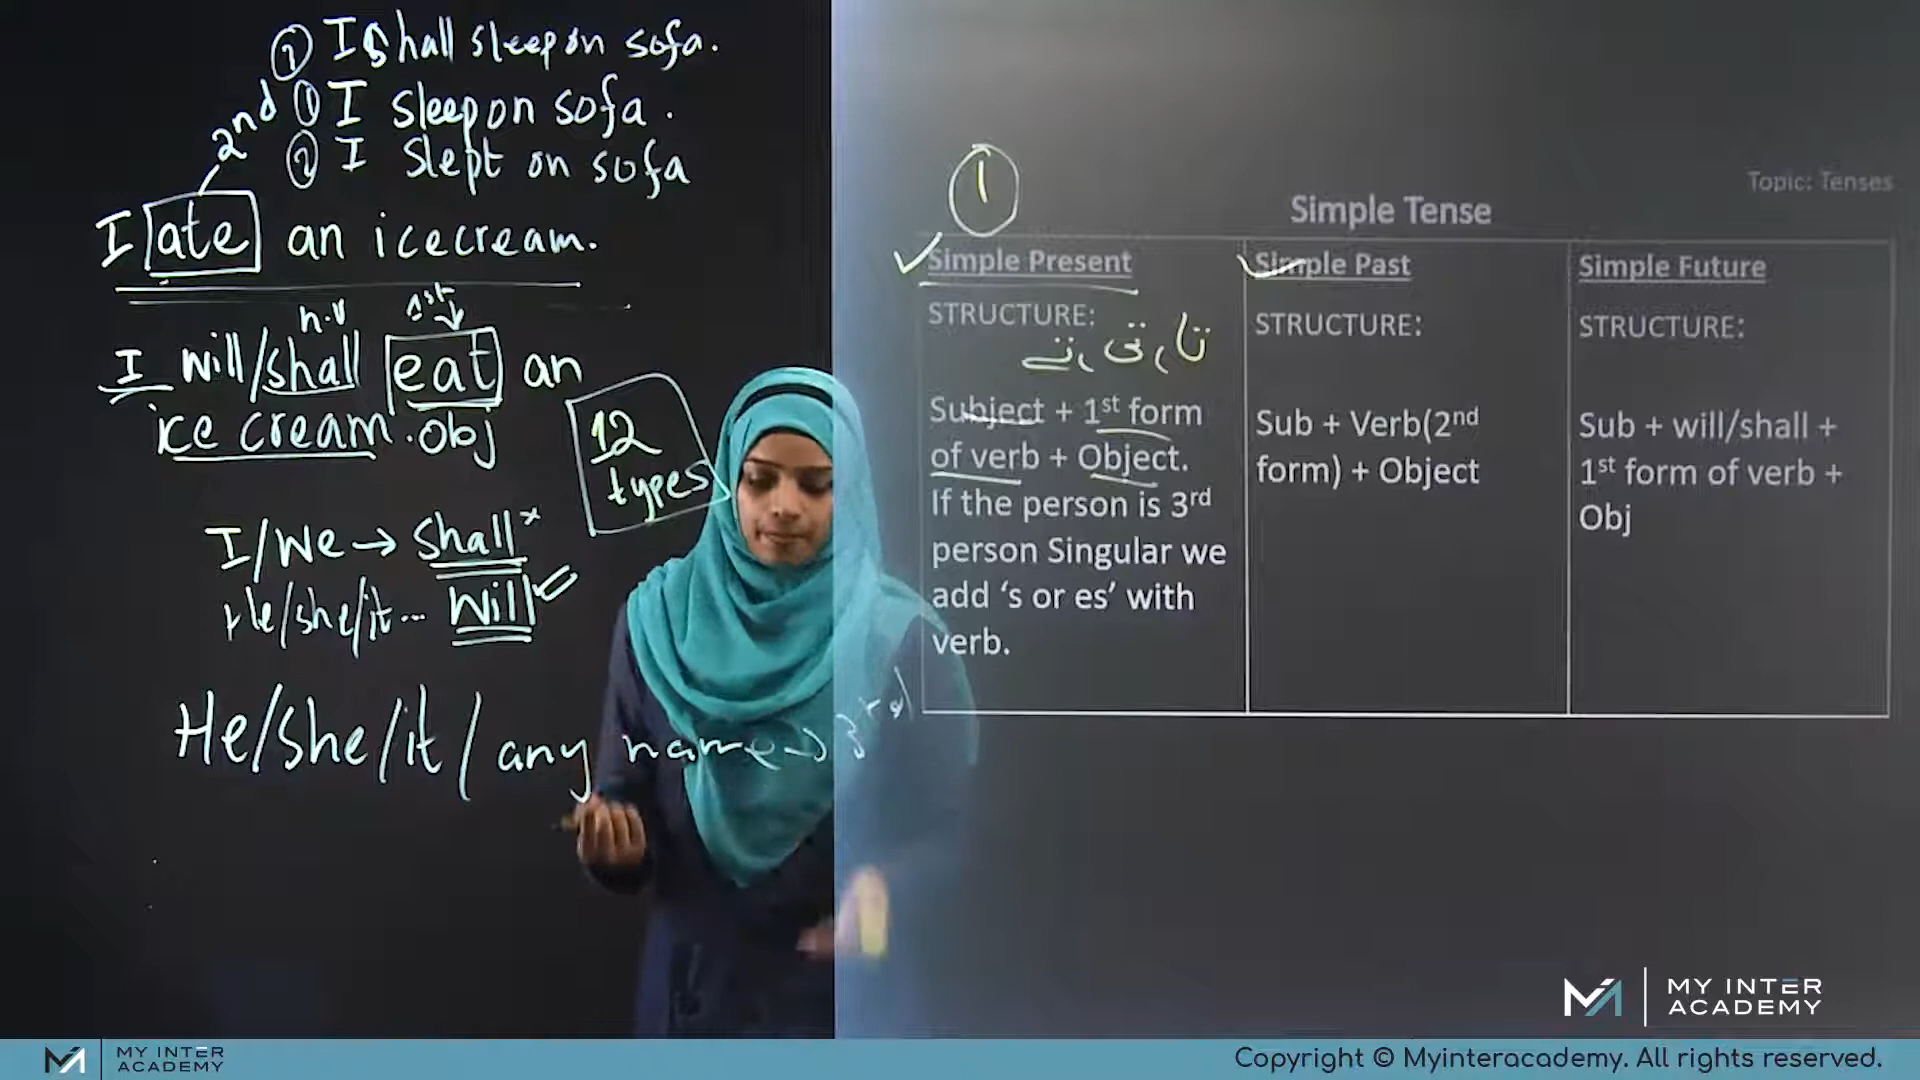 ① I Shall sleep on sofa.
2nd ① I sleep on sofa.
② I slept on sofa
I ate an icecream.
h.v 1st
I will/shall eat an
ice cream. obj
12
types
I/We → Shall
He/she/it... Will
He/she/it/ any name → 3rd
1
Topic: Tenses
Simple Tense
Simple Present
STRUCTURE:
تا، تی، تے
Subject + 1st form
of verb + Object.
If the person is 3rd
person Singular we
add ‘s or es’ with
verb.
Simple Past
STRUCTURE:
Sub + Verb(2nd
form) + Object
Simple Future
STRUCTURE:
Sub + will/shall +
1st form of verb +
Obj
MY INTER
ACADEMY
MY INTER
ACADEMY
Copyright © Myinteracademy. All rights reserved.